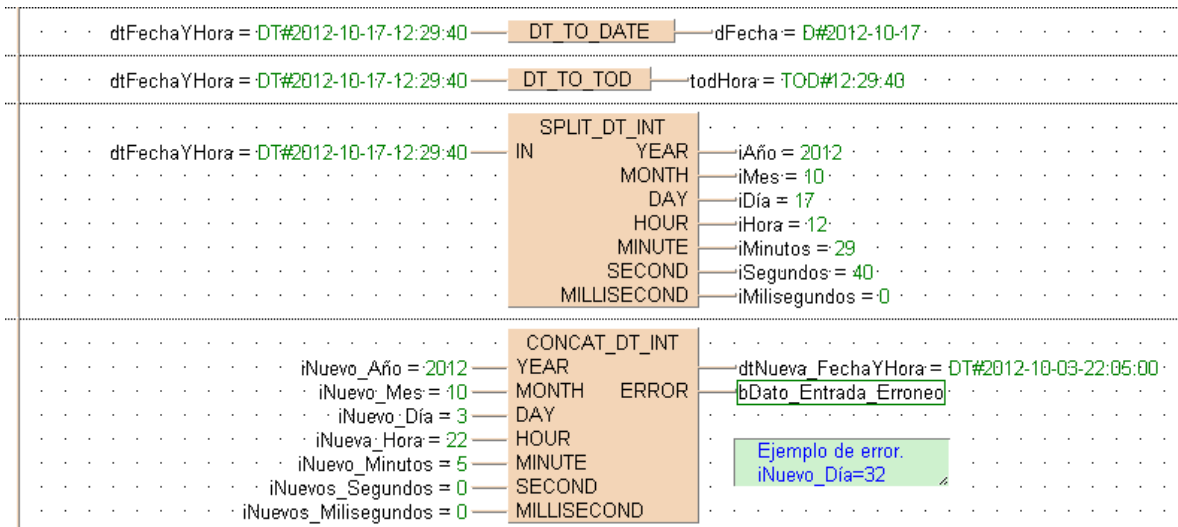 dtFechaYHora = DT#2012-10-17-12:29:40 DT_TO_DATE dFecha = D#2012-10-17
dtFechaYHora = DT#2012-10-17-12:29:40 DT_TO_TOD todHora = TOD#12:29:40
SPLIT_DT_INT
dtFechaYHora = DT#2012-10-17-12:29:40 IN YEAR iAño = 2012
MONTH iMes = 10
DAY iDía = 17
HOUR iHora = 12
MINUTE iMinutos = 29
SECOND iSegundos = 40
MILLISECOND iMilisegundos = 0
CONCAT_DT_INT
iNuevo_Año = 2012 YEAR dtNueva_FechaYHora = DT#2012-10-03-22:05:00
iNuevo_Mes = 10 MONTH ERROR bDato_Entrada_Erroneo
iNuevo_Día = 3 DAY
iNueva_Hora = 22 HOUR
iNuevo_Minutos = 5 MINUTE
iNuevos_Segundos = 0 SECOND
iNuevos_Milisegundos = 0 MILLISECOND
Ejemplo de error.
iNuevo_Día=32